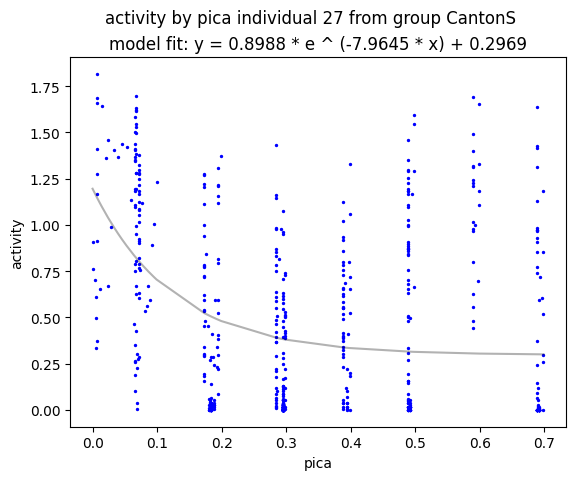 activity by pica individual 27 from group CantonS
model fit: y = 0.8988 * e ^ (-7.9645 * x) + 0.2969
1.75
1.50
1.25
1.00
0.75
0.50
0.25
0.00
activity
0.0 0.1 0.2 0.3 0.4 0.5 0.6 0.7
pica